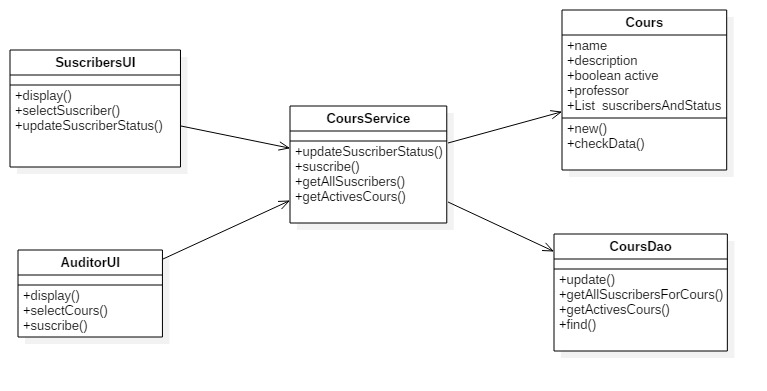 SuscribersUI
+display()
+selectSuscriber()
+updateSuscriberStatus()
AuditorUI
+display()
+selectCours()
+suscribe()
CoursService
+updateSuscriberStatus()
+suscribe()
+getAllSuscribers()
+getActivesCours()
Cours
+name
+description
+boolean active
+professor
+List suscribersAndStatus
+new()
+checkData()
CoursDao
+update()
+getAllSuscribersForCours()
+getActivesCours()
+find()